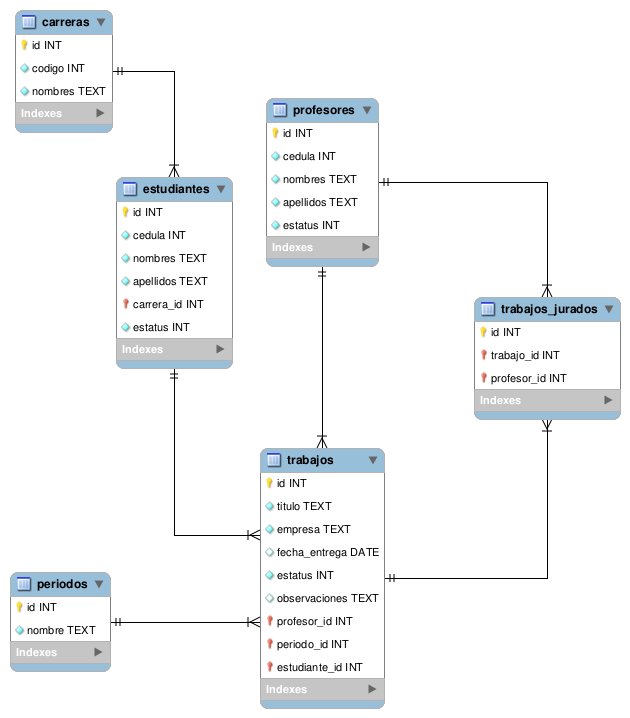 carreras
id INT
codigo INT
nombres TEXT
Indexes
estudiantes
id INT
cedula INT
nombres TEXT
apellidos TEXT
carrera_id INT
estatus INT
Indexes
profesores
id INT
cedula INT
nombres TEXT
apellidos TEXT
estatus INT
Indexes
trabajos_jurados
id INT
trabajo_id INT
profesor_id INT
Indexes
trabajos
id INT
titulo TEXT
empresa TEXT
fecha_entrega DATE
estatus INT
observaciones TEXT
profesor_id INT
periodo_id INT
estudiante_id INT
Indexes
periodos
id INT
nombre TEXT
Indexes